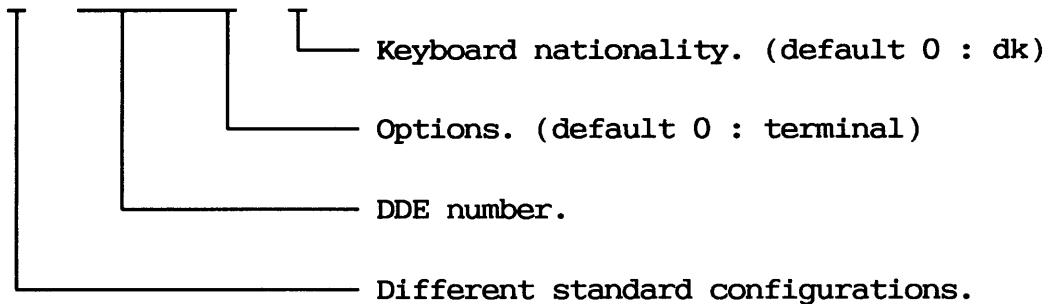 Keyboard nationality. (default 0 : dk)
Options. (default 0 : terminal)
DDE number.
Different standard configurations.